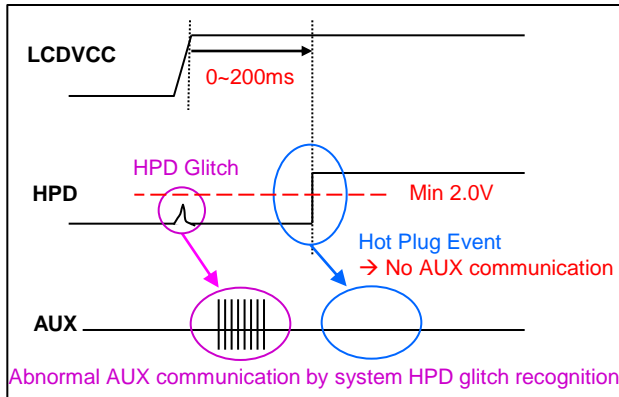 LCDVCC
0~200ms
HPD Glitch
HPD
Min 2.0V
Hot Plug Event
→ No AUX communication
AUX
Abnormal AUX communication by system HPD glitch recognition